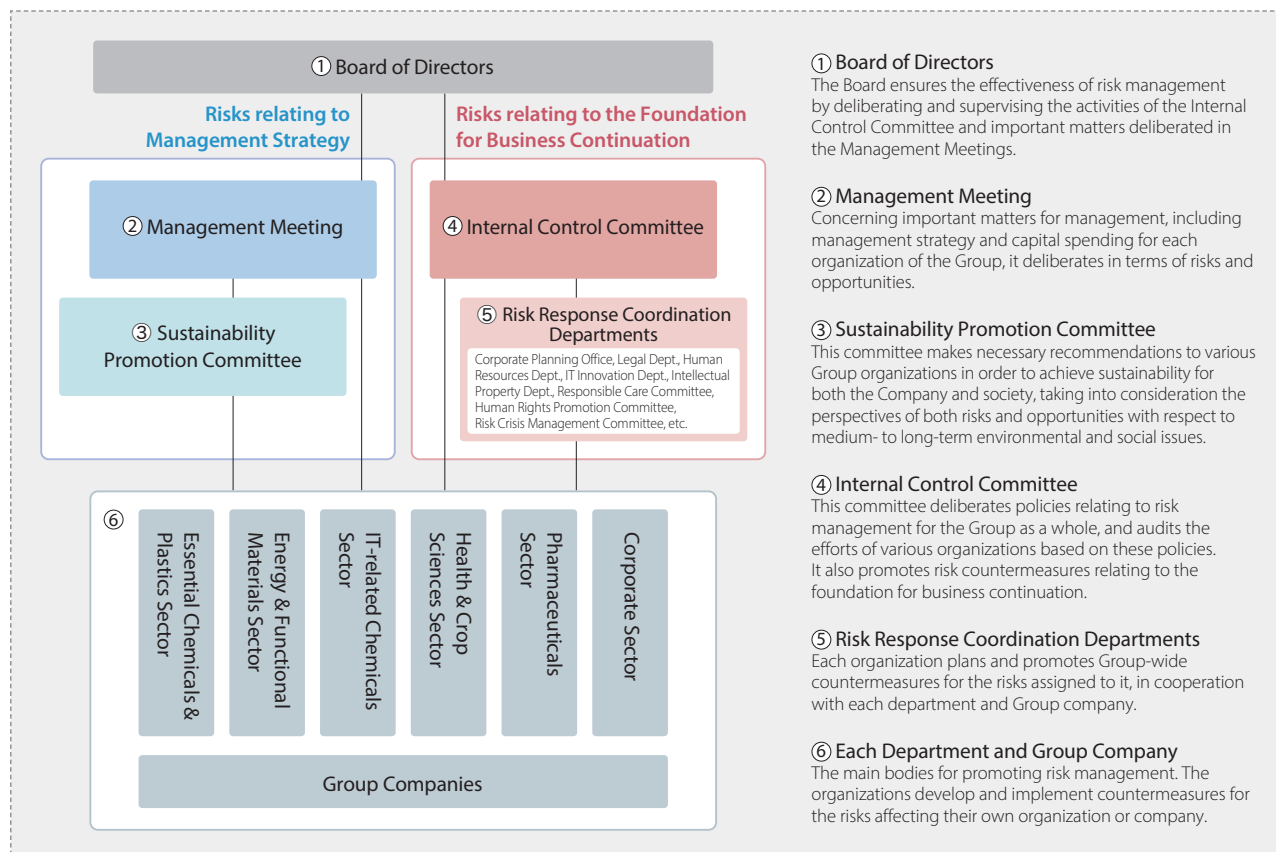 ① Board of Directors
Risks relating to
Management Strategy
Risks relating to the Foundation
for Business Continuation
② Management Meeting
③ Sustainability
Promotion Committee
④ Internal Control Committee
⑤ Risk Response Coordination
Departments
Corporate Planning Office, Legal Dept., Human
Resources Dept., IT Innovation Dept., Intellectual
Property Dept., Responsible Care Committee,
Human Rights Promotion Committee,
Risk Crisis Management Committee, etc.
⑥
Essential Chemicals &
Plastics Sector
Energy & Functional
Materials Sector
IT-related Chemicals
Sector
Health & Crop
Sciences Sector
Pharmaceuticals
Sector
Corporate Sector
Group Companies
① Board of Directors
The Board ensures the effectiveness of risk management
by deliberating and supervising the activities of the Internal
Control Committee and important matters deliberated in
the Management Meetings.
② Management Meeting
Concerning important matters for management, including
management strategy and capital spending for each
organization of the Group, it deliberates in terms of risks and
opportunities.
③ Sustainability Promotion Committee
This committee makes necessary recommendations to various
Group organizations in order to achieve sustainability for
both the Company and society, taking into consideration the
perspectives of both risks and opportunities with respect to
medium- to long-term environmental and social issues.
④ Internal Control Committee
This committee deliberates policies relating to risk
management for the Group as a whole, and audits the
efforts of various organizations based on these policies.
It also promotes risk countermeasures relating to the
foundation for business continuation.
⑤ Risk Response Coordination Departments
Each organization plans and promotes Group-wide
countermeasures for the risks assigned to it, in cooperation
with each department and Group company.
⑥ Each Department and Group Company
The main bodies for promoting risk management. The
organizations develop and implement countermeasures for
the risks affecting their own organization or company.